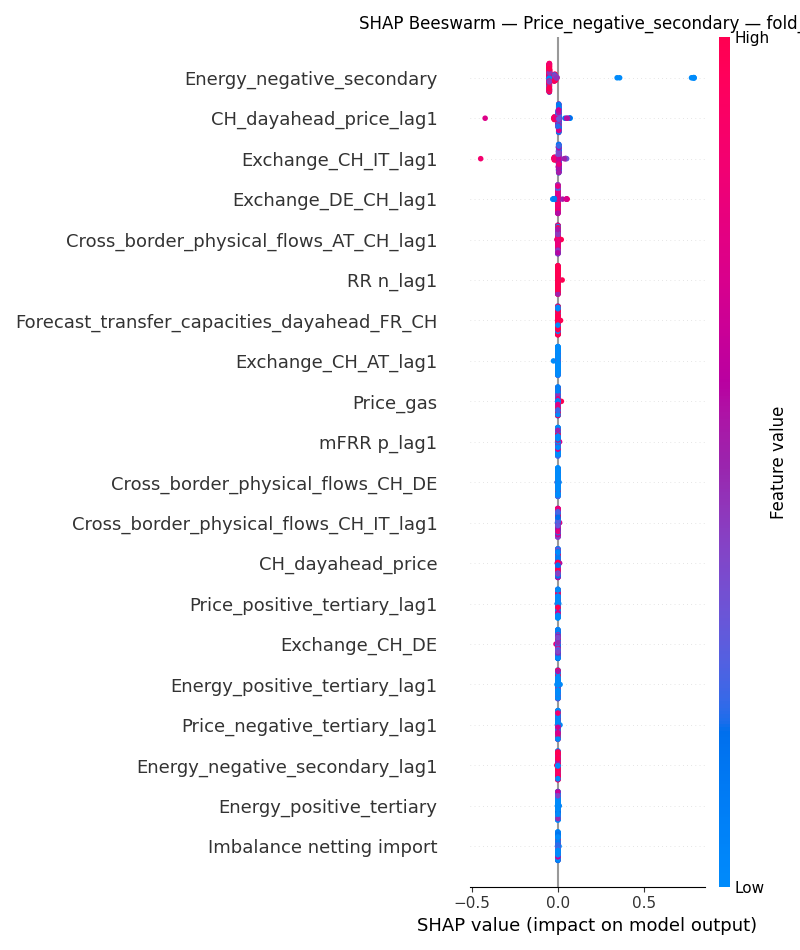 SHAP Beeswarm — Price_negative_secondary — fold_
High
Energy_negative_secondary
CH_dayahead_price_lag1
Exchange_CH_IT_lag1
Exchange_DE_CH_lag1
Cross_border_physical_flows_AT_CH_lag1
RR n_lag1
Forecast_transfer_capacities_dayahead_FR_CH
Exchange_CH_AT_lag1
Price_gas
mFRR p_lag1
Cross_border_physical_flows_CH_DE
Cross_border_physical_flows_CH_IT_lag1
CH_dayahead_price
Price_positive_tertiary_lag1
Exchange_CH_DE
Energy_positive_tertiary_lag1
Price_negative_tertiary_lag1
Energy_negative_secondary_lag1
Energy_positive_tertiary
Imbalance netting import
Feature value
Low
−0.5 0.0 0.5
SHAP value (impact on model output)